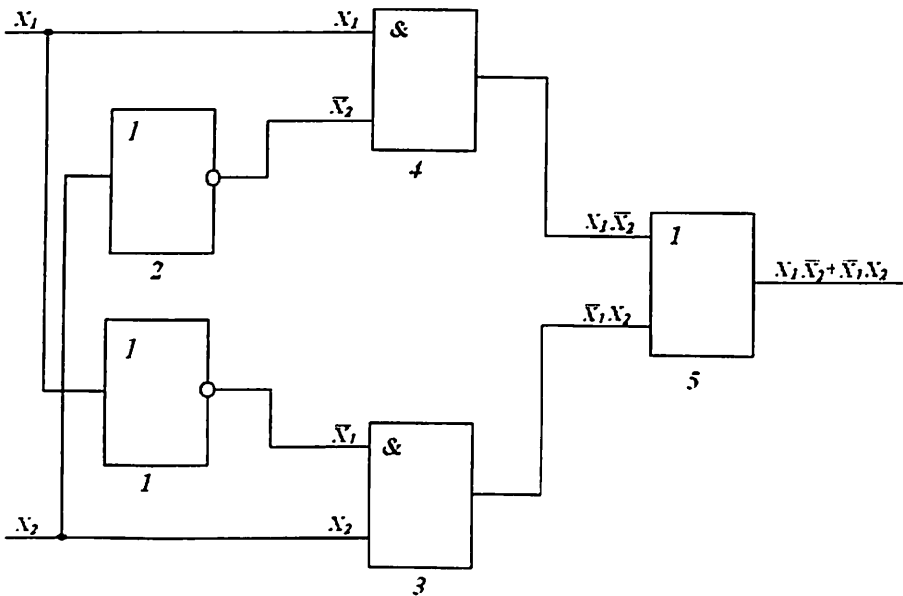 X₁ X₁ &
X̄₂
1
4
2
X₁X̄₂ 1 X₁X̄₂+X̄₁X₂
1
X̄₁X₂
5
X̄₁ &
1
X₂ X₂
3